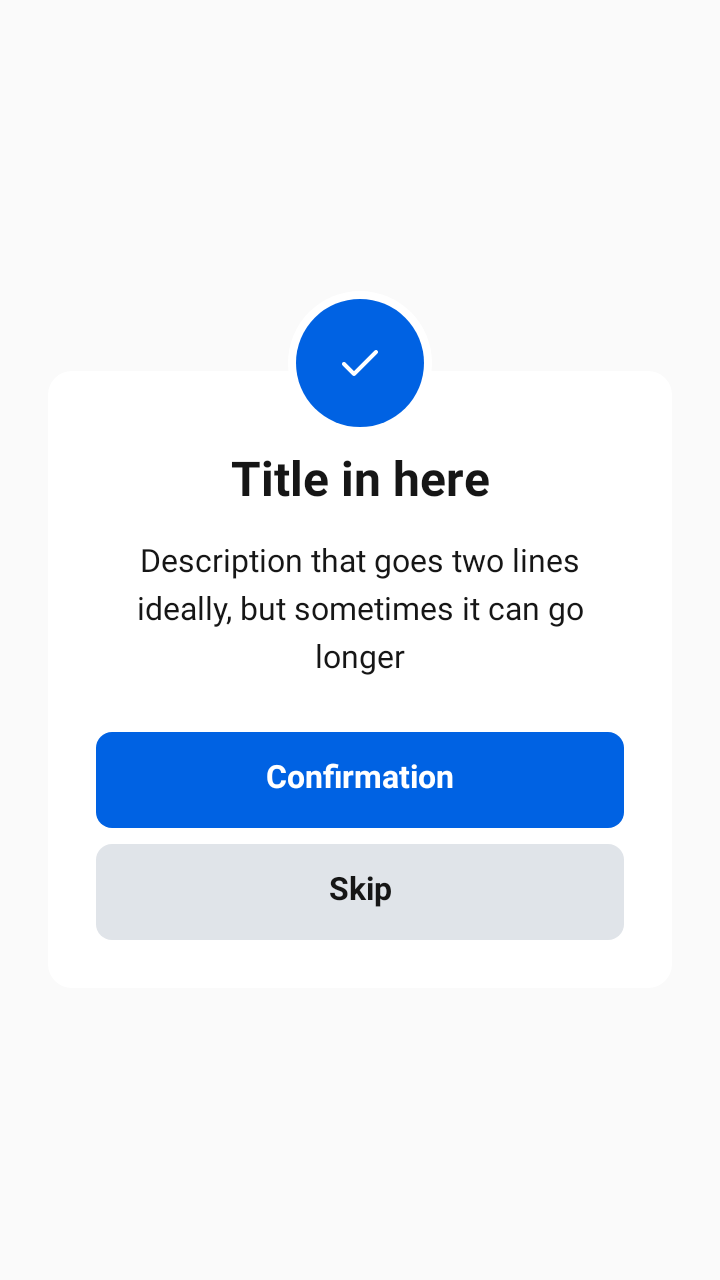 Title in here
Description that goes two lines
ideally, but sometimes it can go
longer
Confirmation
Skip